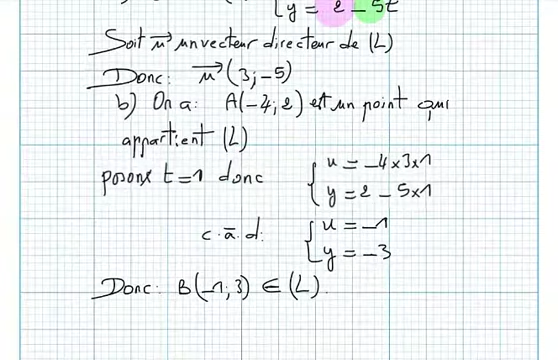 {y = 2 - 5t
Soit u⃗ un vecteur directeur de (L)
Donc: u⃗ (3; -5)
b) On a: A(-4; 2) est un point qui
appartient (L)
posons t = 1 donc {x = -4 x 3 x 1
{y = 2 - 5 x 1
c.à.d: {x = -1
{y = -3
Donc: B(-1; 3) ∈ (L).